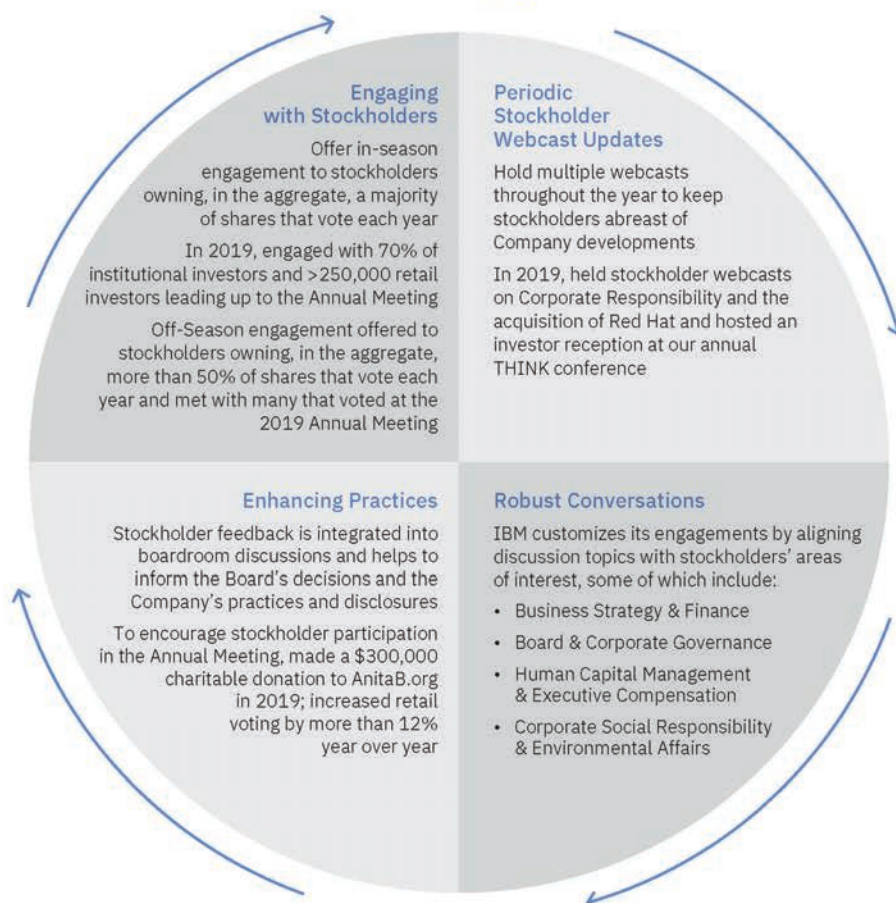 Engaging
with Stockholders
Offer in-season
engagement to stockholders
owning, in the aggregate, a majority
of shares that vote each year
In 2019, engaged with 70% of
institutional investors and >250,000 retail
investors leading up to the Annual Meeting
Off-Season engagement offered to
stockholders owning, in the aggregate,
more than 50% of shares that vote each
year and met with many that voted at the
2019 Annual Meeting
Periodic
Stockholder
Webcast Updates
Hold multiple webcasts
throughout the year to keep
stockholders abreast of
Company developments
In 2019, held stockholder webcasts
on Corporate Responsibility and the
acquisition of Red Hat and hosted an
investor reception at our annual
THINK conference
Enhancing Practices
Stockholder feedback is integrated into
boardroom discussions and helps to
inform the Board's decisions and the
Company's practices and disclosures
To encourage stockholder participation
in the Annual Meeting, made a $300,000
charitable donation to AnitaB.org
in 2019; increased retail
voting by more than 12%
year over year
Robust Conversations
IBM customizes its engagements by aligning
discussion topics with stockholders' areas
of interest, some of which include:
• Business Strategy & Finance
• Board & Corporate Governance
• Human Capital Management
& Executive Compensation
• Corporate Social Responsibility
& Environmental Affairs